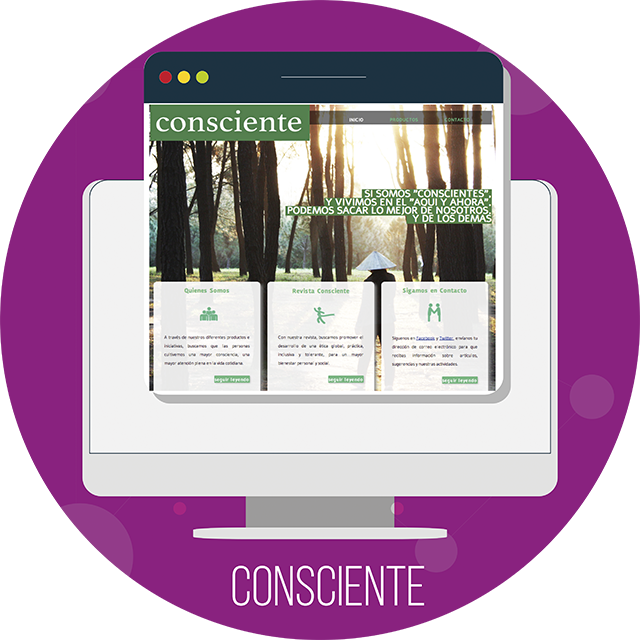 consciente
INICIO PRODUCTOS CONTACTO
SI SOMOS "CONSCIENTES",
Y VIVIMOS EN EL "AQUI Y AHORA",
PODEMOS SACAR LO MEJOR DE NOSOTROS,
Y DE LOS DEMÁS
Quienes Somos
A través de nuestros diferentes productos e
iniciativas, buscamos que las personas
cultivemos una mayor consciencia, una
mayor atención plena en la vida cotidiana.
seguir leyendo
Revista Consciente
Con nuestra revista, buscamos promover el
desarrollo de una ética global, práctica,
inclusiva y tolerante, para un mayor
bienestar personal y social.
seguir leyendo
Sigamos en Contacto
Síguenos en Facebook y Twitter, envíanos tu
dirección de correo electrónico para que
recibas información sobre artículos,
sugerencias y nuestras actividades.
seguir leyendo
CONSCIENTE